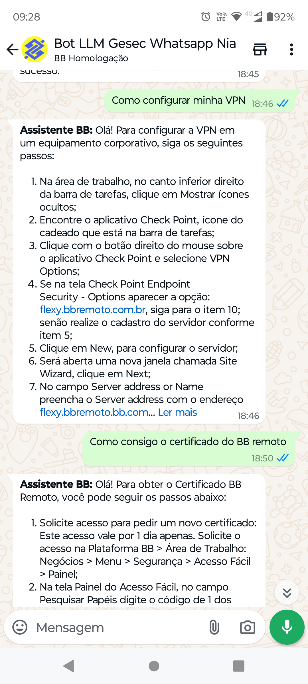 09:28
4G 92%
Bot LLM Gesec Whatsapp Nia
BB Homologação
sucesso.
18:45
Como configurar minha VPN 18:46
Assistente BB: Olá! Para configurar a VPN em
um equipamento corporativo, siga os seguintes
passos:
1. Na área de trabalho, no canto inferior direito
da barra de tarefas, clique em Mostrar ícones
ocultos;
2. Encontre o aplicativo Check Point, icone do
cadeado que está na barra de tarefas;
3. Clique com o botão direito do mouse sobre
o aplicativo Check Point e selecione VPN
Options;
4. Se na tela Check Point Endpoint
Security - Options aparecer a opção:
flexy.bbremoto.com.br, siga para o item 10;
senão realize o cadastro do servidor conforme
item 5;
5. Clique em New, para configurar o servidor;
6. Será aberta uma nova janela chamada Site
Wizard, clique em Next;
7. No campo Server address or Name
preencha o Server address com o endereço
flexy.bbremoto.bb.com... Ler mais
18:46
Como consigo o certificado do BB remoto
18:50
Assistente BB: Olá! Para obter o Certificado BB
Remoto, você pode seguir os passos abaixo:
1. Solicite acesso para pedir um novo certificado:
Este acesso vale por 1 dia apenas. Solicite o
acesso na Plataforma BB > Área de Trabalho:
Negócios > Menu > Segurança > Acesso Fácil
> Painel;
2. Na tela Painel do Acesso Fácil, no campo
Pesquisar Papéis digite o código de 1 dos
Mensagem